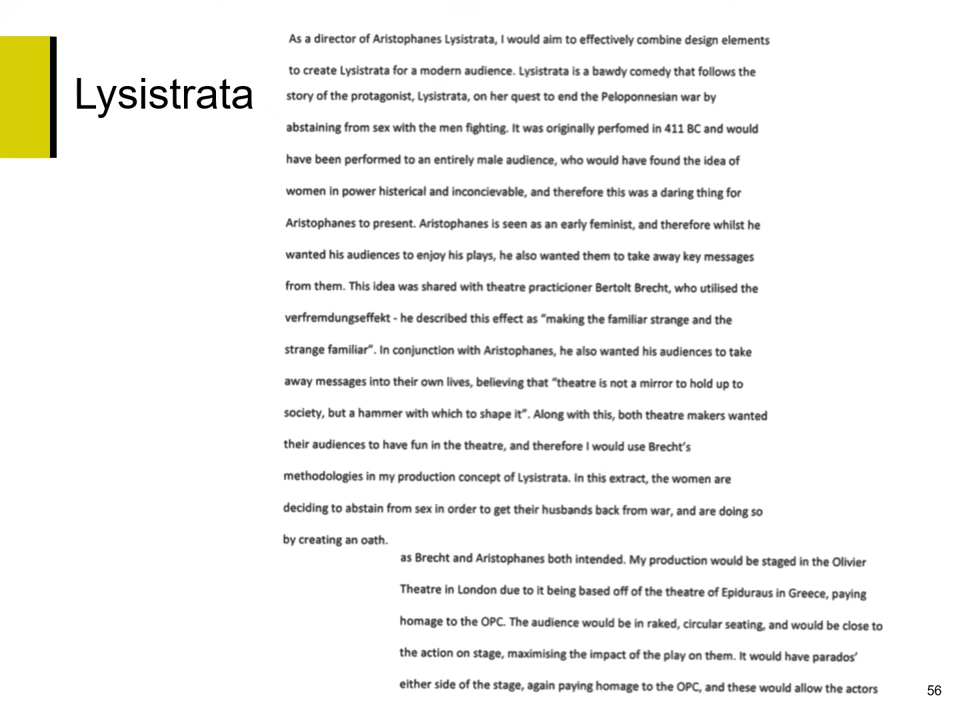 Lysistrata
As a director of Aristophanes Lysistrata, I would aim to effectively combine design elements
to create Lysistrata for a modern audience. Lysistrata is a bawdy comedy that follows the
story of the protagonist, Lysistrata, on her quest to end the Peloponnesian war by
abstaining from sex with the men fighting. It was originally perfomed in 411 BC and would
have been performed to an entirely male audience, who would have found the idea of
women in power histerical and inconcievable, and therefore this was a daring thing for
Aristophanes to present. Aristophanes is seen as an early feminist, and therefore whilst he
wanted his audiences to enjoy his plays, he also wanted them to take away key messages
from them. This idea was shared with theatre practicioner Bertolt Brecht, who utilised the
verfremdungseffekt - he described this effect as "making the familiar strange and the
strange familiar". In conjunction with Aristophanes, he also wanted his audiences to take
away messages into their own lives, believing that "theatre is not a mirror to hold up to
society, but a hammer with which to shape it". Along with this, both theatre makers wanted
their audiences to have fun in the theatre, and therefore I would use Brecht's
methodologies in my production concept of Lysistrata. In this extract, the women are
deciding to abstain from sex in order to get their husbands back from war, and are doing so
by creating an oath.
as Brecht and Aristophanes both intended. My production would be staged in the Olivier
Theatre in London due to it being based off of the theatre of Epiduraus in Greece, paying
homage to the OPC. The audience would be in raked, circular seating, and would be close to
the action on stage, maximising the impact of the play on them. It would have parados'
either side of the stage, again paying homage to the OPC, and these would allow the actors
56